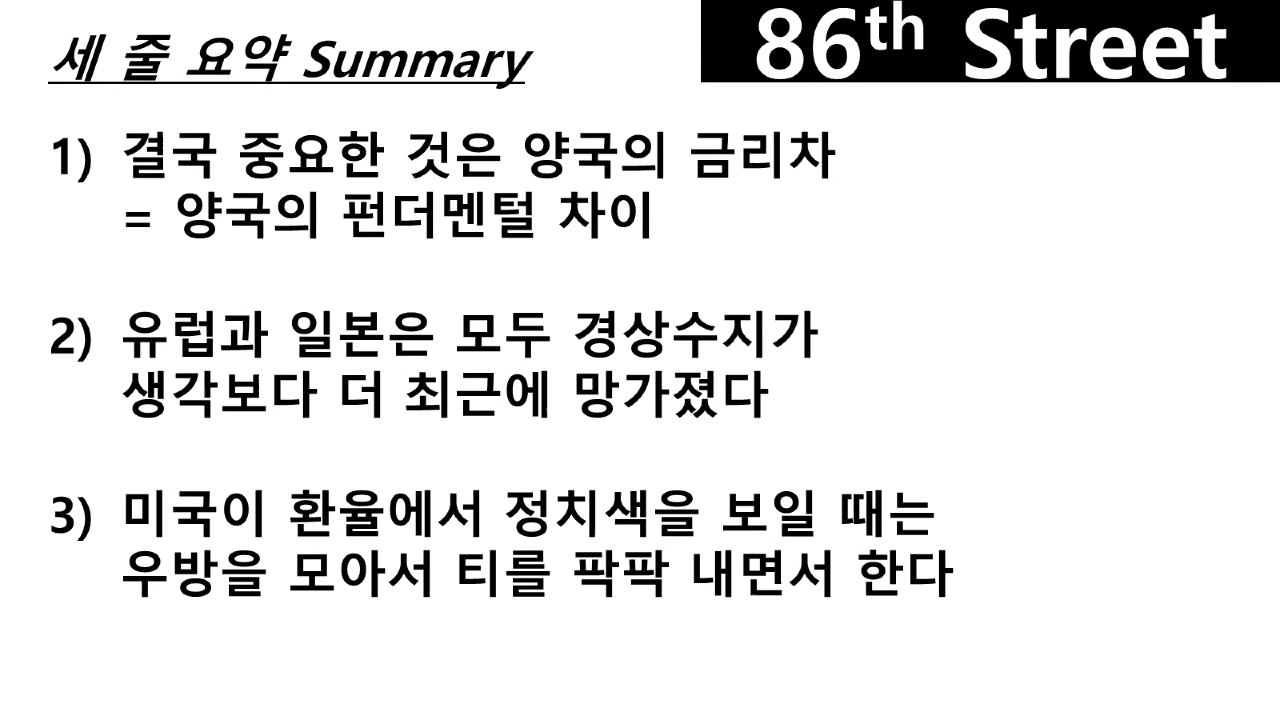 세 줄 요약 Summary
86th Street
1) 결국 중요한 것은 양국의 금리차
= 양국의 펀더멘털 차이
2) 유럽과 일본은 모두 경상수지가
생각보다 더 최근에 망가졌다
3) 미국이 환율에서 정치색을 보일 때는
우방을 모아서 티를 팍팍 내면서 한다